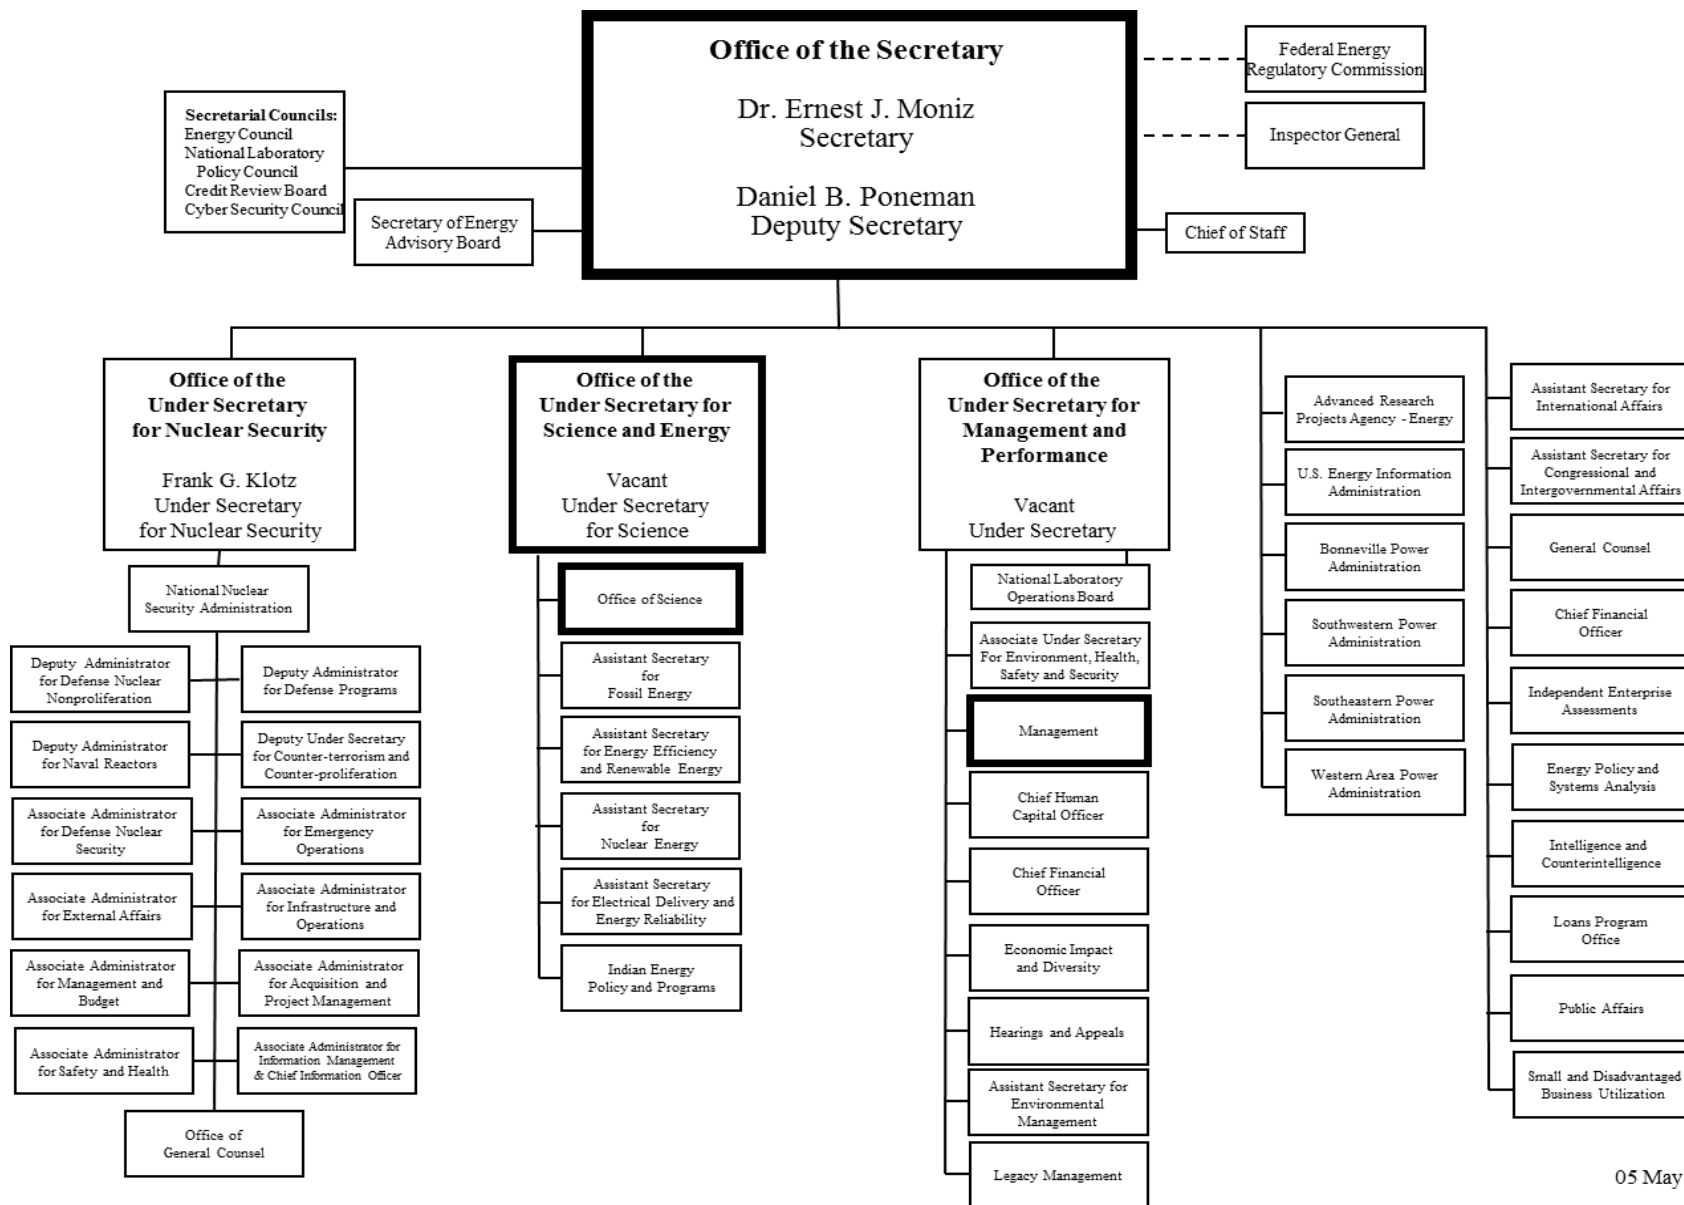 Office of the Secretary
Dr. Ernest J. Moniz
Secretary
Daniel B. Poneman
Deputy Secretary
Federal Energy
Regulatory Commission
Inspector General
Chief of Staff
Secretarial Councils:
Energy Council
National Laboratory
Policy Council
Credit Review Board
Cyber Security Council
Secretary of Energy
Advisory Board
Office of the
Under Secretary
for Nuclear Security
Frank G. Klotz
Under Secretary
for Nuclear Security
National Nuclear
Security Administration
Deputy Administrator
for Defense Nuclear
Nonproliferation
Deputy Administrator
for Defense Programs
Deputy Administrator
for Naval Reactors
Deputy Under Secretary
for Counter-terrorism and
Counter-proliferation
Associate Administrator
for Defense Nuclear
Security
Associate Administrator
for Emergency
Operations
Associate Administrator
for External Affairs
Associate Administrator
for Infrastructure and
Operations
Associate Administrator
for Management and
Budget
Associate Administrator
for Acquisition and
Project Management
Associate Administrator
for Safety and Health
Associate Administrator for
Information Management
& Chief Information Officer
Office of
General Counsel
Office of the
Under Secretary for
Science and Energy
Vacant
Under Secretary
for Science
Office of Science
Assistant Secretary
for
Fossil Energy
Assistant Secretary
for Energy Efficiency
and Renewable Energy
Assistant Secretary
for
Nuclear Energy
Assistant Secretary
for Electrical Delivery and
Energy Reliability
Indian Energy
Policy and Programs
Office of the
Under Secretary for
Management and
Performance
Vacant
Under Secretary
National Laboratory
Operations Board
Associate Under Secretary
For Environment, Health,
Safety and Security
Management
Chief Human
Capital Officer
Chief Financial
Officer
Economic Impact
and Diversity
Hearings and Appeals
Assistant Secretary for
Environmental
Management
Legacy Management
Advanced Research
Projects Agency - Energy
U.S. Energy Information
Administration
Bonneville Power
Administration
Southwestern Power
Administration
Southeastern Power
Administration
Western Area Power
Administration
Assistant Secretary for
International Affairs
Assistant Secretary for
Congressional and
Intergovernmental Affairs
General Counsel
Chief Financial
Officer
Independent Enterprise
Assessments
Energy Policy and
Systems Analysis
Intelligence and
Counterintelligence
Loans Program
Office
Public Affairs
Small and Disadvantaged
Business Utilization
05 May